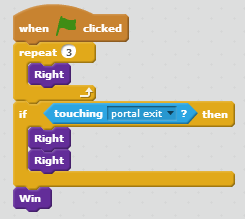 when clicked
repeat 3
Right
if touching portal exit ? then
Right
Right
Win